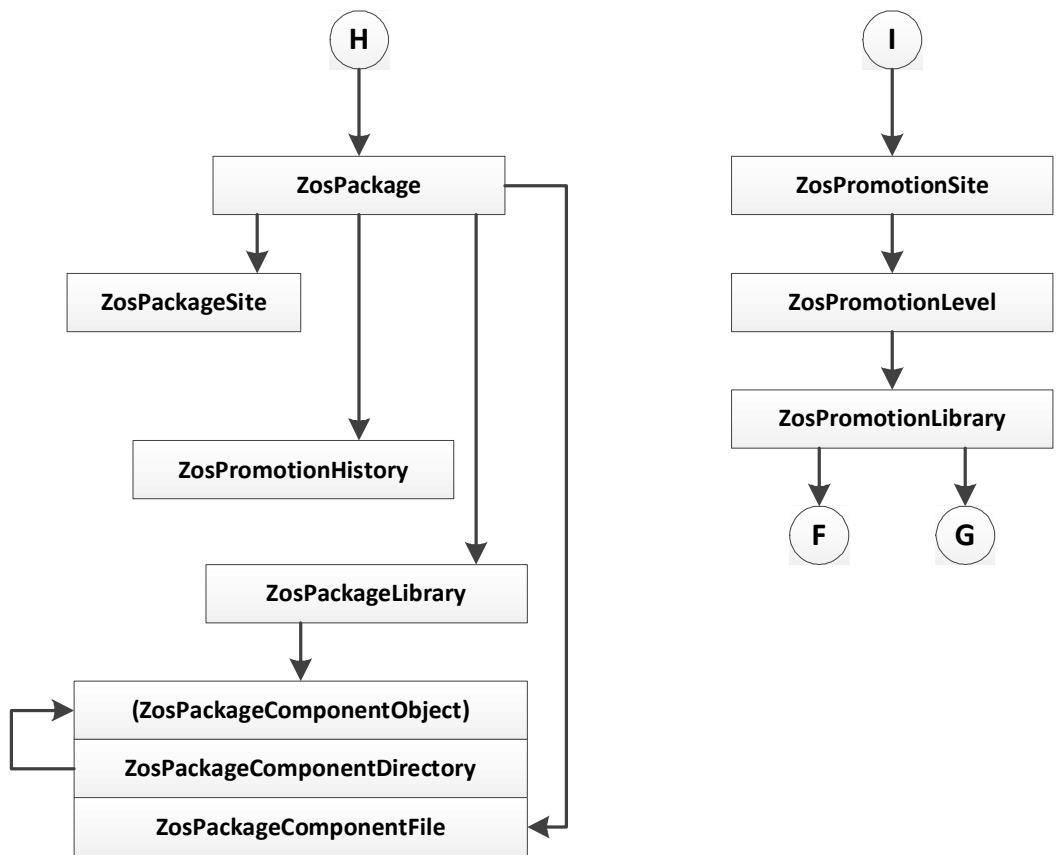 H
I
ZosPackage
ZosPromotionSite
ZosPackageSite
ZosPromotionLevel
ZosPromotionLibrary
ZosPromotionHistory
F
G
ZosPackageLibrary
(ZosPackageComponentObject)
ZosPackageComponentDirectory
ZosPackageComponentFile